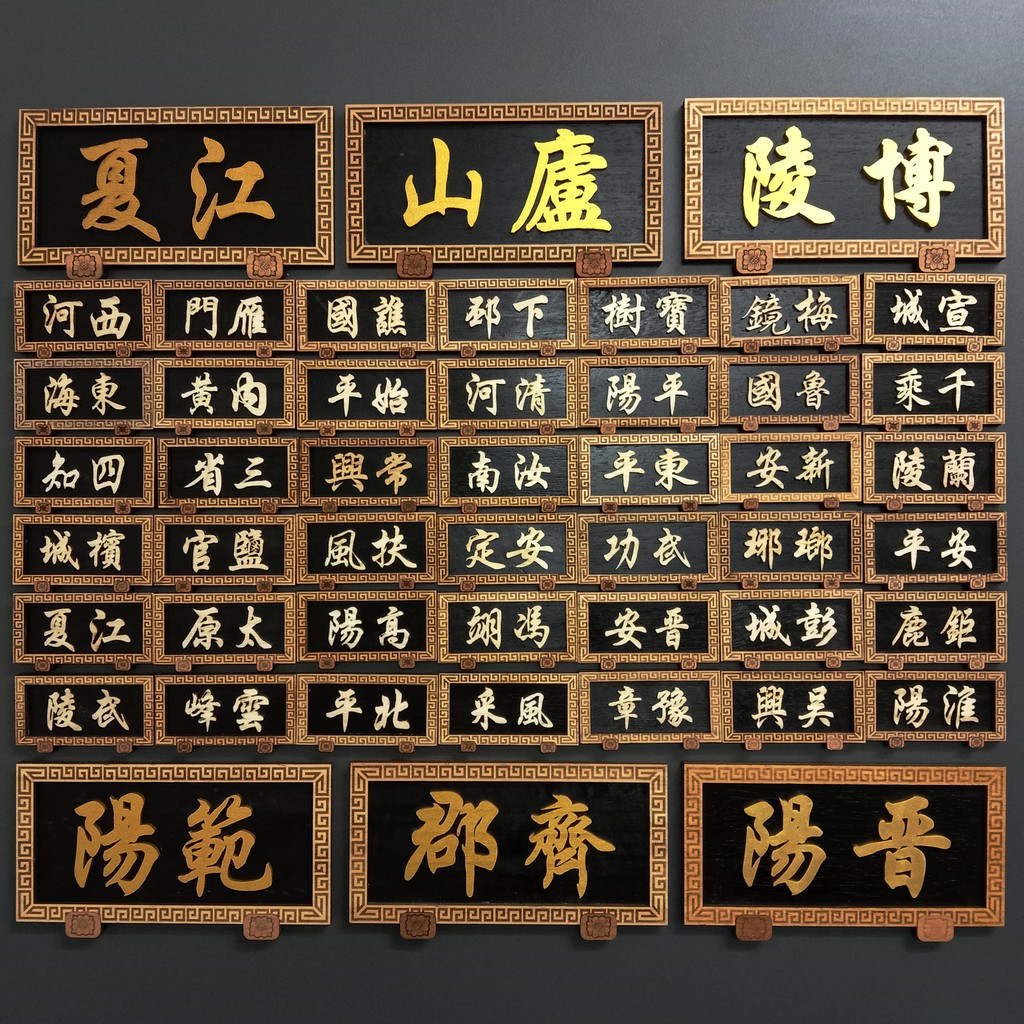 博陵
廬山
江夏
宣城
梅鏡
寶樹
下邳
譙國
雁門
西河
千乘
魯國
平陽
清河
始平
內黃
東海
蘭陵
新安
東平
汝南
常興
三省
四知
安平
瑯琊
武功
安定
扶風
鹽官
檳城
鉅鹿
彭城
晉安
馮翊
高陽
太原
江夏
淮陽
吳興
豫章
風采
北平
雲峰
武陵
晉陽
齊郡
範陽